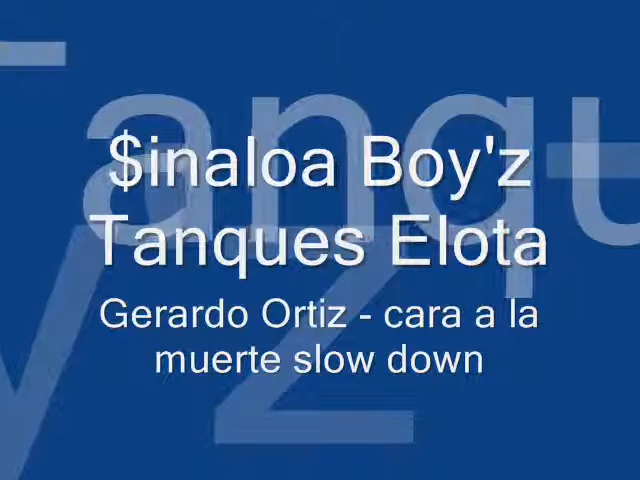 $inaloa Boy'z
Tanques Elota
Gerardo Ortiz - cara a la
muerte slow down